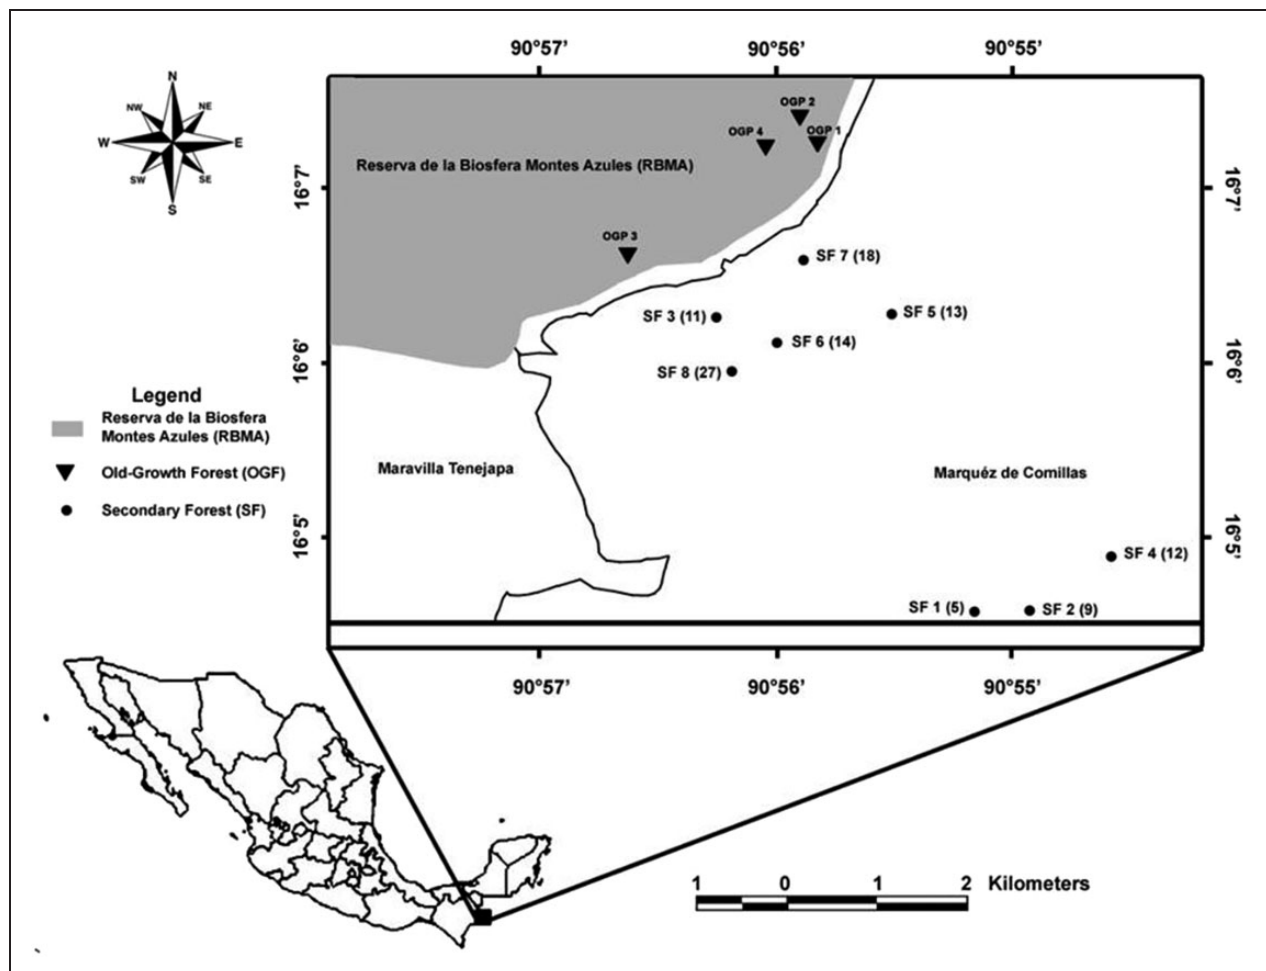 90°57’ 90°56’ 90°55’
N
NW NE
W E
SW SE
S
OGP 2
OGP 4 OGP 1
Reserva de la Biosfera Montes Azules (RBMA)
16°7’ 16°7’
OGP 3
SF 7 (18)
SF 3 (11) SF 5 (13)
SF 6 (14)
16°6’ 16°6’
SF 8 (27)
Legend
Reserva de la Biosfera
Montes Azules (RBMA)
Old-Growth Forest (OGF)
Secondary Forest (SF)
Maravilla Tenejapa Marquéz de Comillas
16°5’ 16°5’
SF 4 (12)
SF 1 (5) SF 2 (9)
90°57’ 90°56’ 90°55’
1 0 1 2 Kilometers